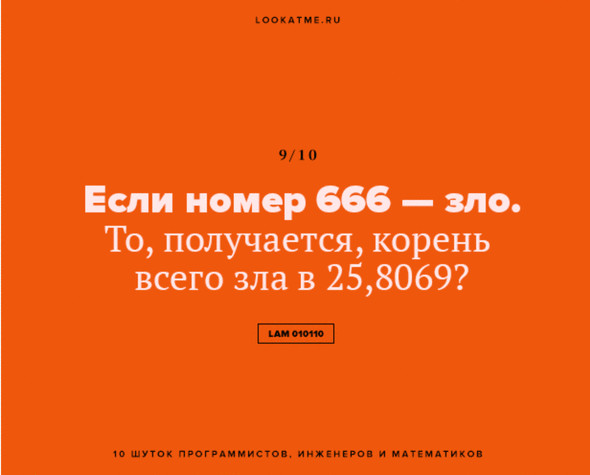 LOOKATME.RU
9/10
Если номер 666 — зло.
То, получается, корень
всего зла в 25,8069?
LAM 010110
10 ШУТОК ПРОГРАММИСТОВ, ИНЖЕНЕРОВ И МАТЕМАТИКОВ